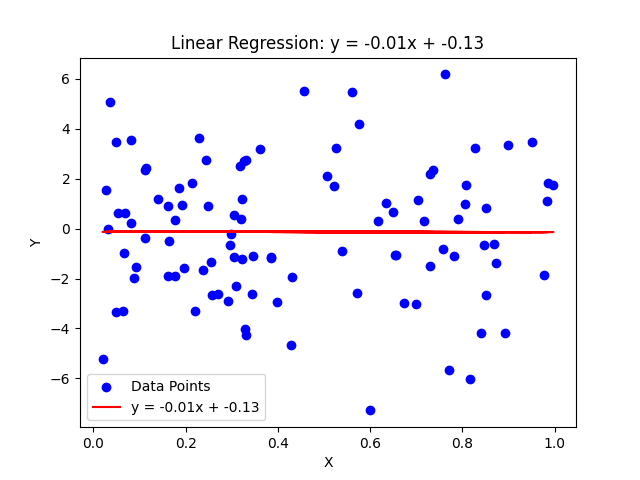 Linear Regression: y = -0.01x + -0.13
Y
6
4
2
0
−2
−4
−6
Data Points
y = -0.01x + -0.13
0.0 0.2 0.4 0.6 0.8 1.0
X